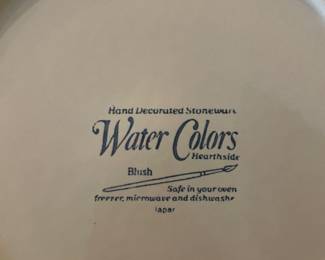 Hand Decorated Stoneware
Water Colors
Hearthside
Blush
Safe in your oven
freezer, microwave and dishwashe
Japan